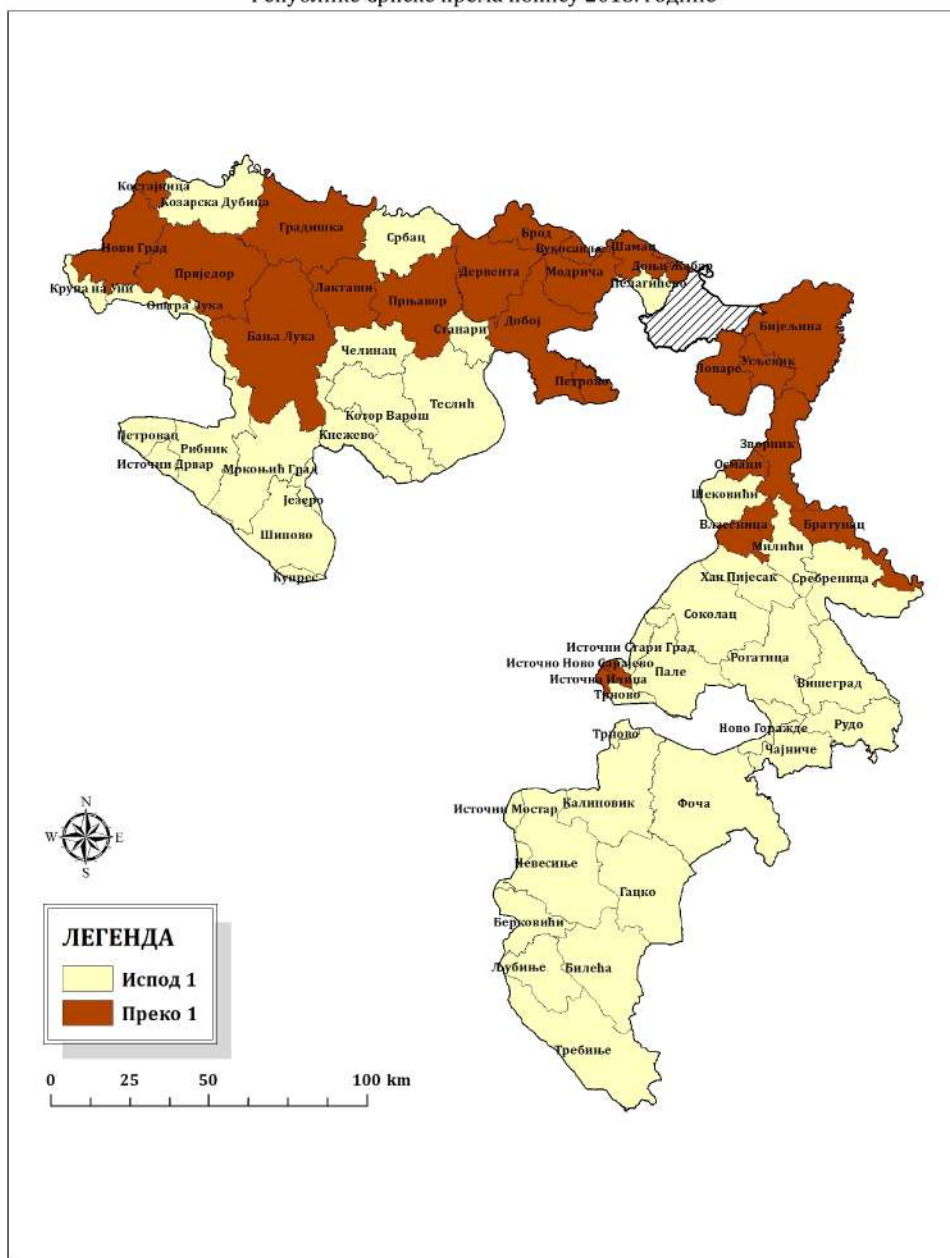 Републике Српске према попису 2013. године
Костајница
Козарска Дубица
Градишка
Србац
Брод
Вукосавље
Шамац
Нови Град
Приједор
Лакташи
Прњавор
Дервента
Модрича
Доњи Жабар
Пелагићево
Крупа на Уни
Оштра Лука
Бања Лука
Станари
Добој
Бијељина
Челинац
Петрово
Лопаре
Угљевик
Теслић
Котор Варош
Кнежево
Петровац
Рибник
Источни Дрвар
Мркоњић Град
Језеро
Шипово
Купрес
Зворник
Осмаци
Шековићи
Власеница
Братунац
Милићи
Хан Пијесак
Сребреница
Соколац
Источни Стари Град
Источно Ново Сарајево
Пале
Рогатица
Источна Илиџа
Трново
Вишеград
Ново Горажде
Рудо
Трново
Чајниче
Источни Мостар
Калиновик
Фоча
Невесиње
Гацко
Берковићи
Љубиње
Билећа
Требиње
N
W E
S
ЛЕГЕНДА
Испод 1
Преко 1
0 25 50 100 km